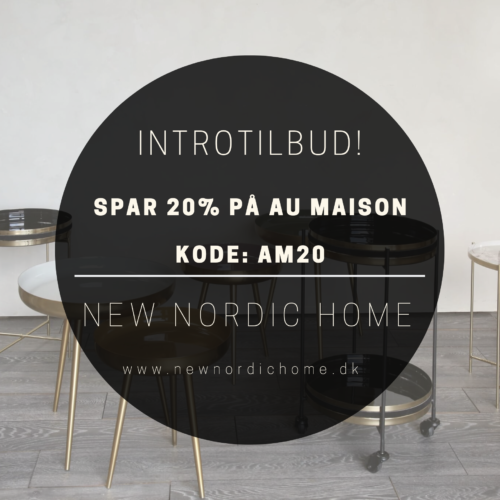 INTROTILBUD!
SPAR 20% PÅ AU MAISON
KODE: AM20
NEW NORDIC HOME
www.newnordichome.dk